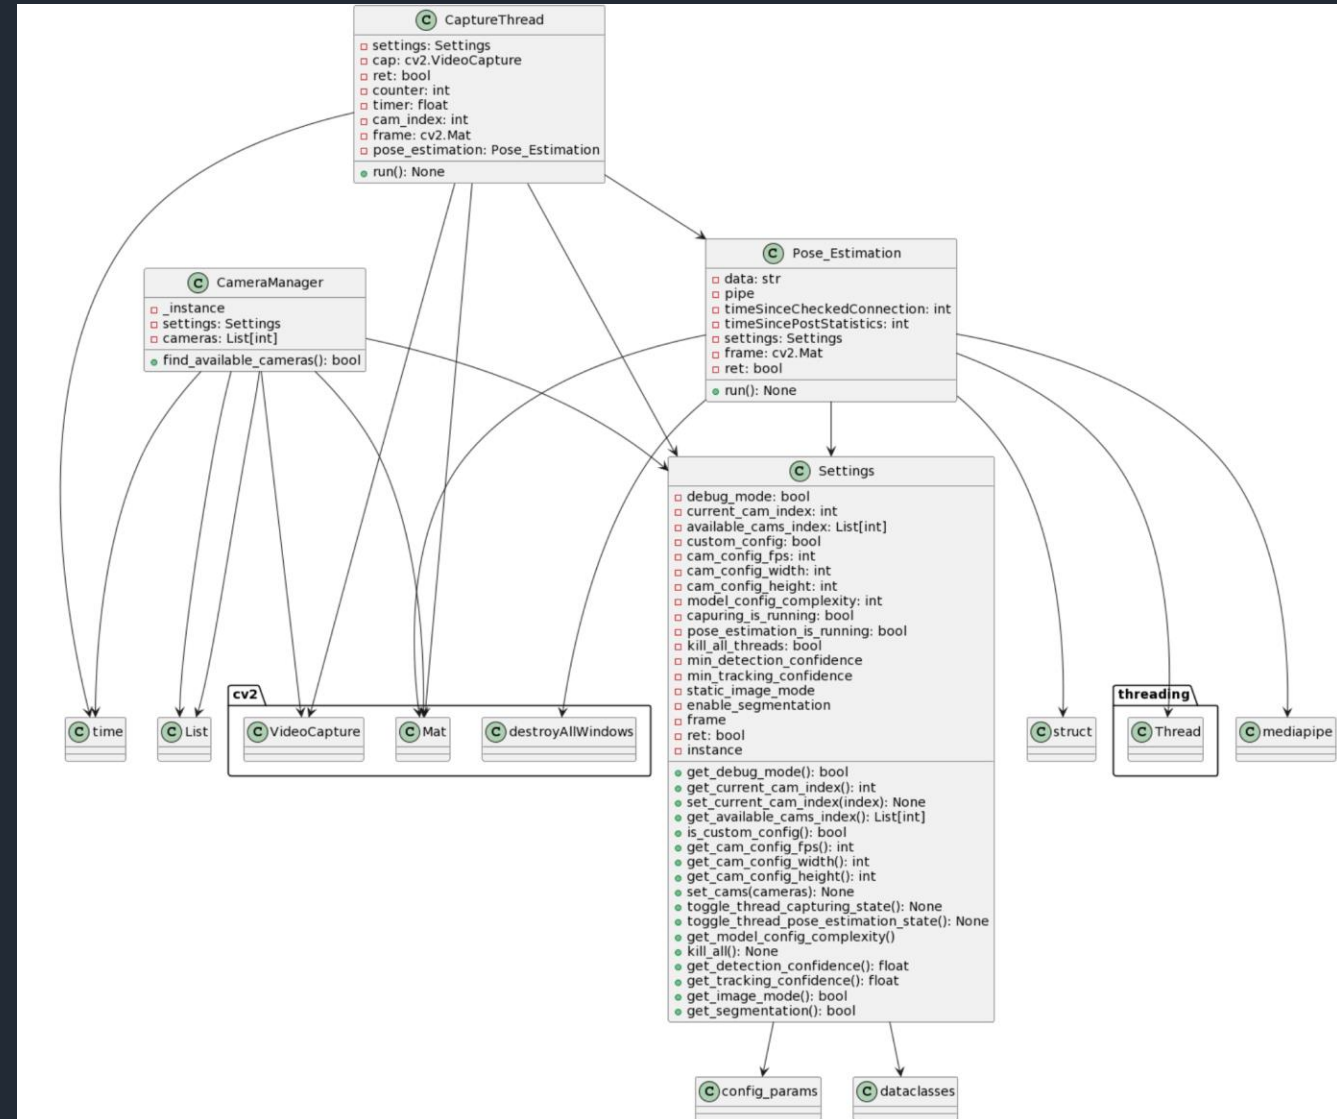 C CaptureThread
settings: Settings
cap: cv2.VideoCapture
ret: bool
counter: int
timer: float
cam_index: int
frame: cv2.Mat
pose_estimation: Pose_Estimation
run(): None
C CameraManager
_instance
settings: Settings
cameras: List[int]
find_available_cameras(): bool
C Pose_Estimation
data: str
pipe
timeSinceCheckedConnection: int
timeSincePostStatistics: int
settings: Settings
frame: cv2.Mat
ret: bool
run(): None
C Settings
debug_mode: bool
current_cam_index: int
available_cams_index: List[int]
custom_config: bool
cam_config_fps: int
cam_config_width: int
cam_config_height: int
model_config_complexity: int
capuring_is_running: bool
pose_estimation_is_running: bool
kill_all_threads: bool
min_detection_confidence
min_tracking_confidence
static_image_mode
enable_segmentation
frame
ret: bool
instance
get_debug_mode(): bool
get_current_cam_index(): int
set_current_cam_index(index): None
get_available_cams_index(): List[int]
is_custom_config(): bool
get_cam_config_fps(): int
get_cam_config_width(): int
get_cam_config_height(): int
set_cams(cameras): None
toggle_thread_capturing_state(): None
toggle_thread_pose_estimation_state(): None
get_model_config_complexity()
kill_all(): None
get_detection_confidence(): float
get_tracking_confidence(): float
get_image_mode(): bool
get_segmentation(): bool
C time
C List
cv2
C VideoCapture
C Mat
C destroyAllWindows
C struct
threading
C Thread
C mediapipe
C config_params
C dataclasses